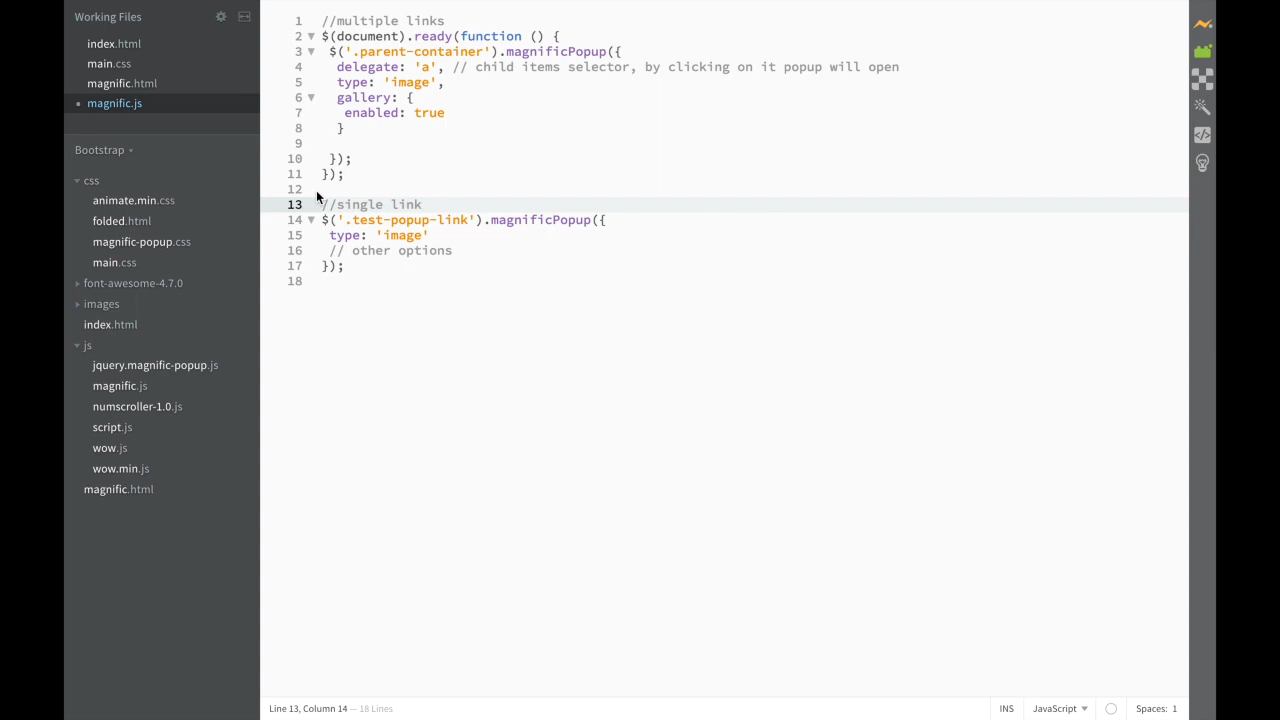 Working Files
index.html
main.css
magnific.html
magnific.js
Bootstrap
css
animate.min.css
folded.html
magnific-popup.css
main.css
font-awesome-4.7.0
images
index.html
js
jquery.magnific-popup.js
magnific.js
numscroller-1.0.js
script.js
wow.js
wow.min.js
magnific.html
1 //multiple links
2 $(document).ready(function () {
3 $('.parent-container').magnificPopup({
4 delegate: 'a', // child items selector, by clicking on it popup will open
5 type: 'image',
6 gallery: {
7 enabled: true
8 }
9
10 });
11 });
12
13 //single link
14 $('.test-popup-link').magnificPopup({
15 type: 'image'
16 // other options
17 });
18
Line 13, Column 14 — 18 Lines
INS
JavaScript
Spaces: 1